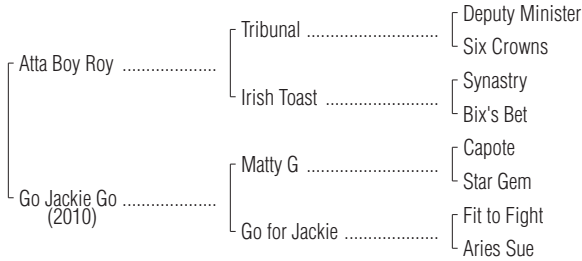 Deputy Minister
Tribunal ........................................
Six Crowns
Atta Boy Roy .....................
Synastry
Irish Toast ...................................
Bix's Bet
Capote
Matty G ........................................
Star Gem
Go Jackie Go .....................
(2010)
Fit to Fight
Go for Jackie .............................
Aries Sue